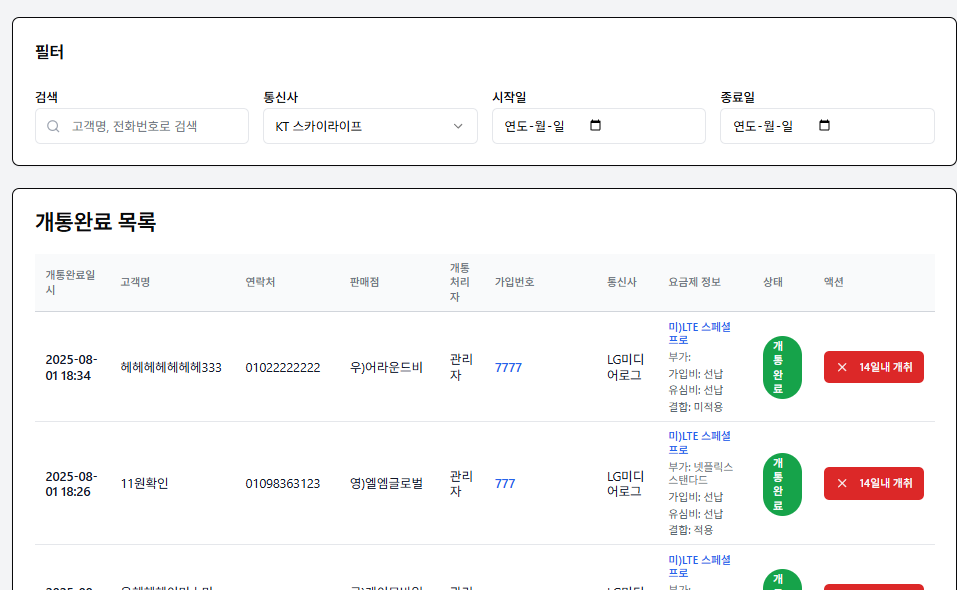 필터
검색 통신사 시작일 종료일
고객명, 전화번호로 검색 KT 스카이라이프 연도-월-일 연도-월-일
개통완료 목록
개통완료일시 고객명 연락처 판매점 개통처리자 가입번호 통신사 요금제 정보 상태 액션
2025-08-01 18:34 헤헤헤헤헤헤헤333 01022222222 우)어라운드비 관리자 7777 LG미디어로그
미)LTE 스페셜 프로
부가:
가입비: 선납
유심비: 선납
결합: 미적용
개통완료
14일내 개취
2025-08-01 18:26 11원확인 01098363123 영)엘엠글로벌 관리자 777 LG미디어로그
미)LTE 스페셜 프로
부가: 넷플릭스 스탠다드
가입비: 선납
유심비: 선납
결합: 적용
개통완료
14일내 개취
미)LTE 스페셜 프로
개